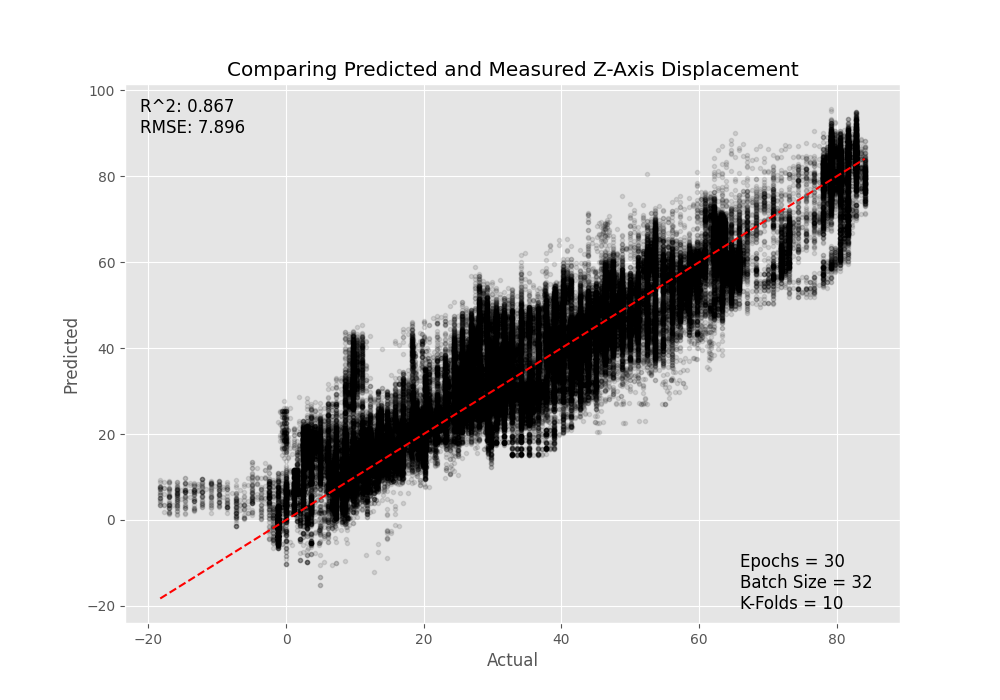 Comparing Predicted and Measured Z-Axis Displacement
R^2: 0.867
RMSE: 7.896
100
80
60
40
20
0
−20
Predicted
Epochs = 30
Batch Size = 32
K-Folds = 10
−20 0 20 40 60 80
Actual